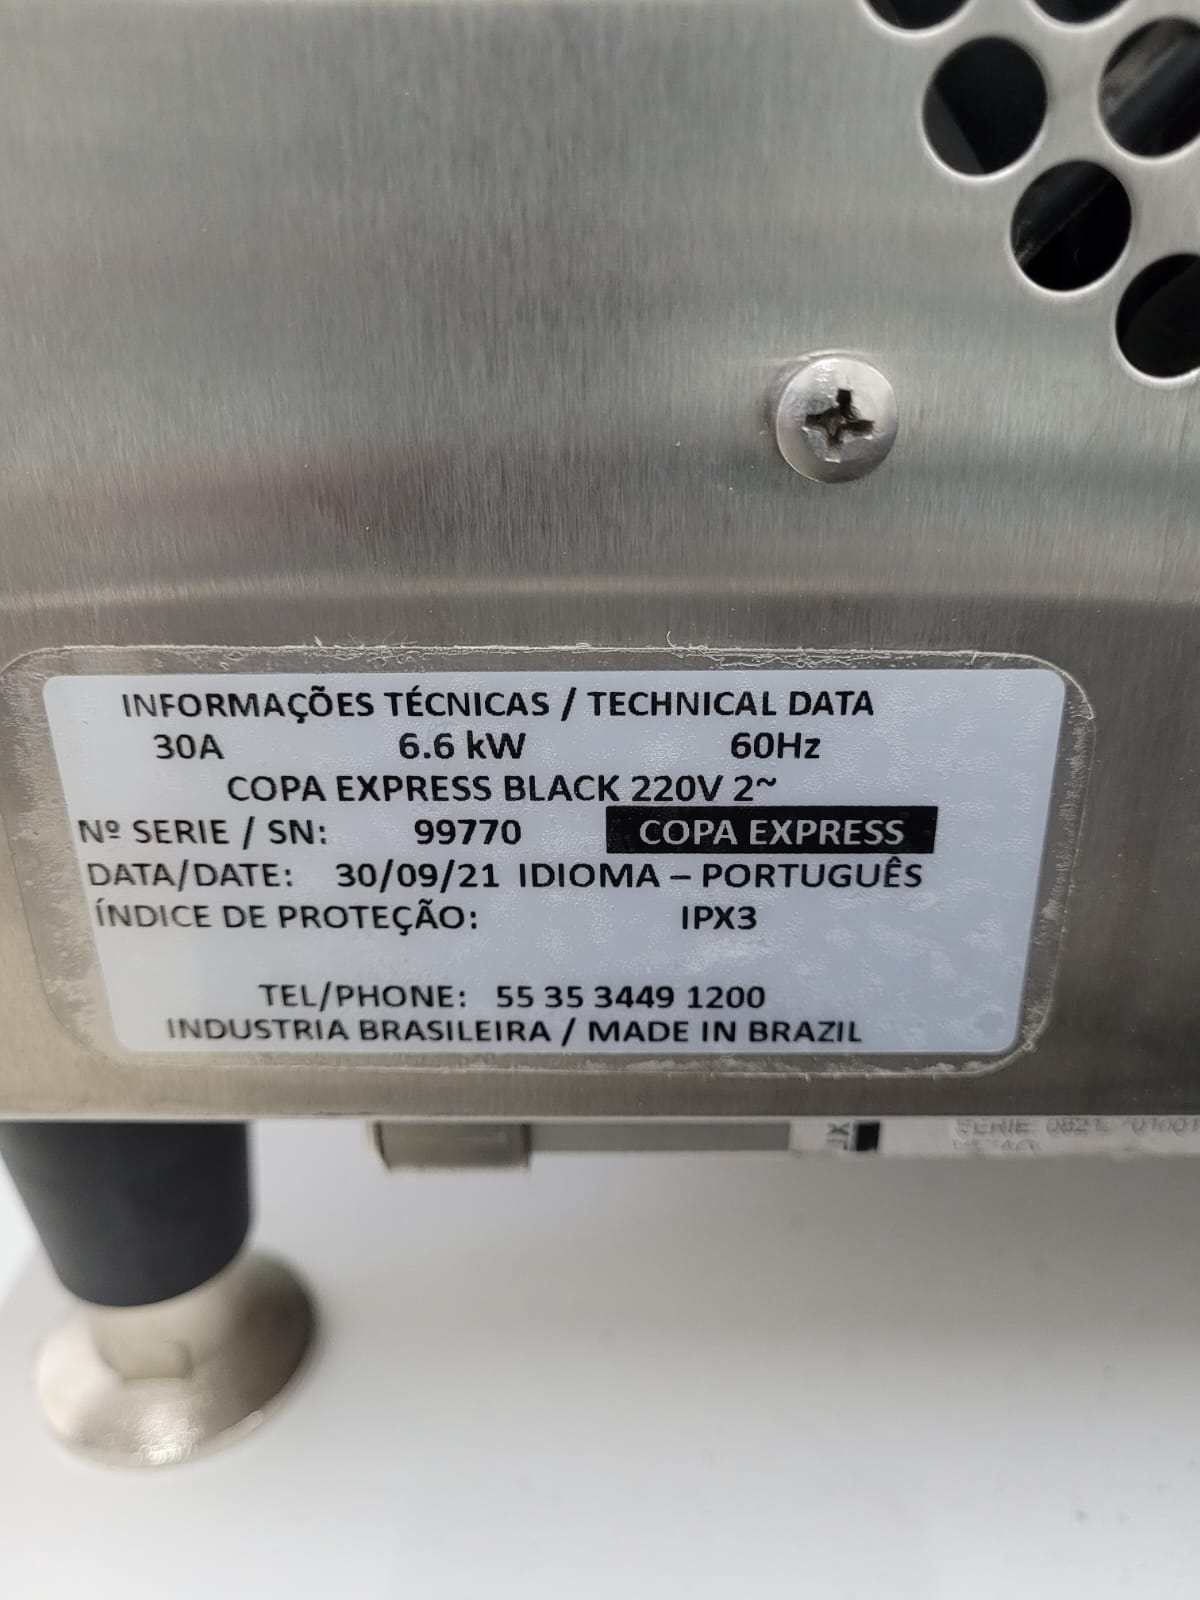 INFORMAÇÕES TÉCNICAS / TECHNICAL DATA
30A 6.6 kW 60Hz
COPA EXPRESS BLACK 220V 2~
Nº SERIE / SN: 99770 COPA EXPRESS
DATA/DATE: 30/09/21 IDIOMA – PORTUGUÊS
ÍNDICE DE PROTEÇÃO: IPX3
TEL/PHONE: 55 35 3449 1200
INDUSTRIA BRASILEIRA / MADE IN BRAZIL
SERIE